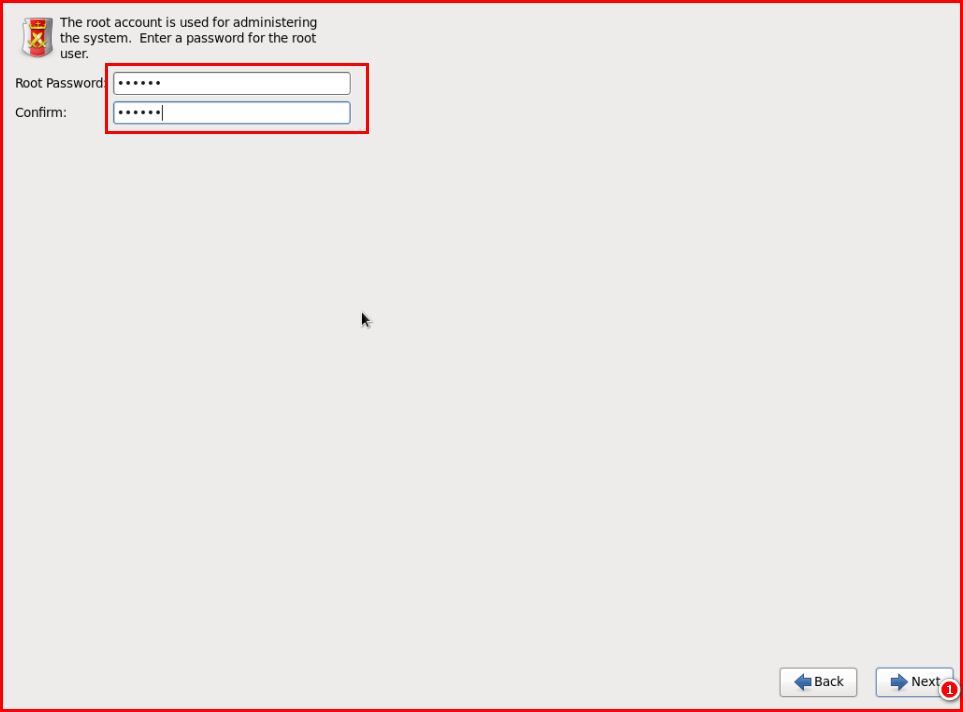 The root account is used for administering
the system.  Enter a password for the root
user.
Root Password: ••••••
Confirm: ••••••
Back
Next
1